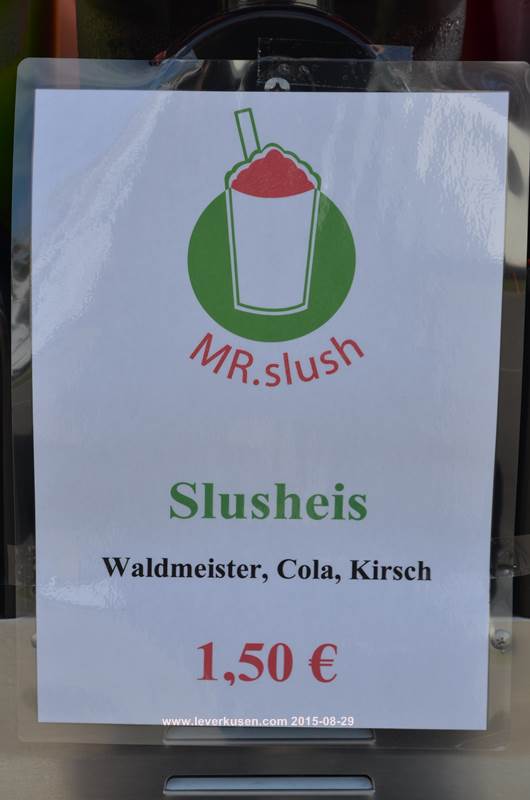 MR.slush
Slusheis
Waldmeister, Cola, Kirsch
1,50 €
www.leverkusen.com 2015-08-29